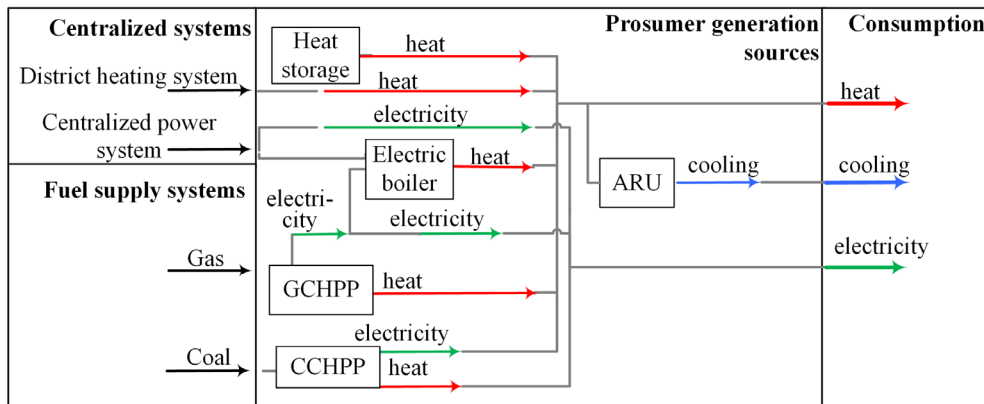 Centralized systems
District heating system
Centralized power
system
Fuel supply systems
Gas
Coal
Prosumer generation
sources
Heat
storage
heat
heat
electricity
Electric
boiler
heat
electri-
city
electricity
GCHPP
heat
electricity
CCHPP
heat
ARU
cooling
Consumption
heat
cooling
electricity